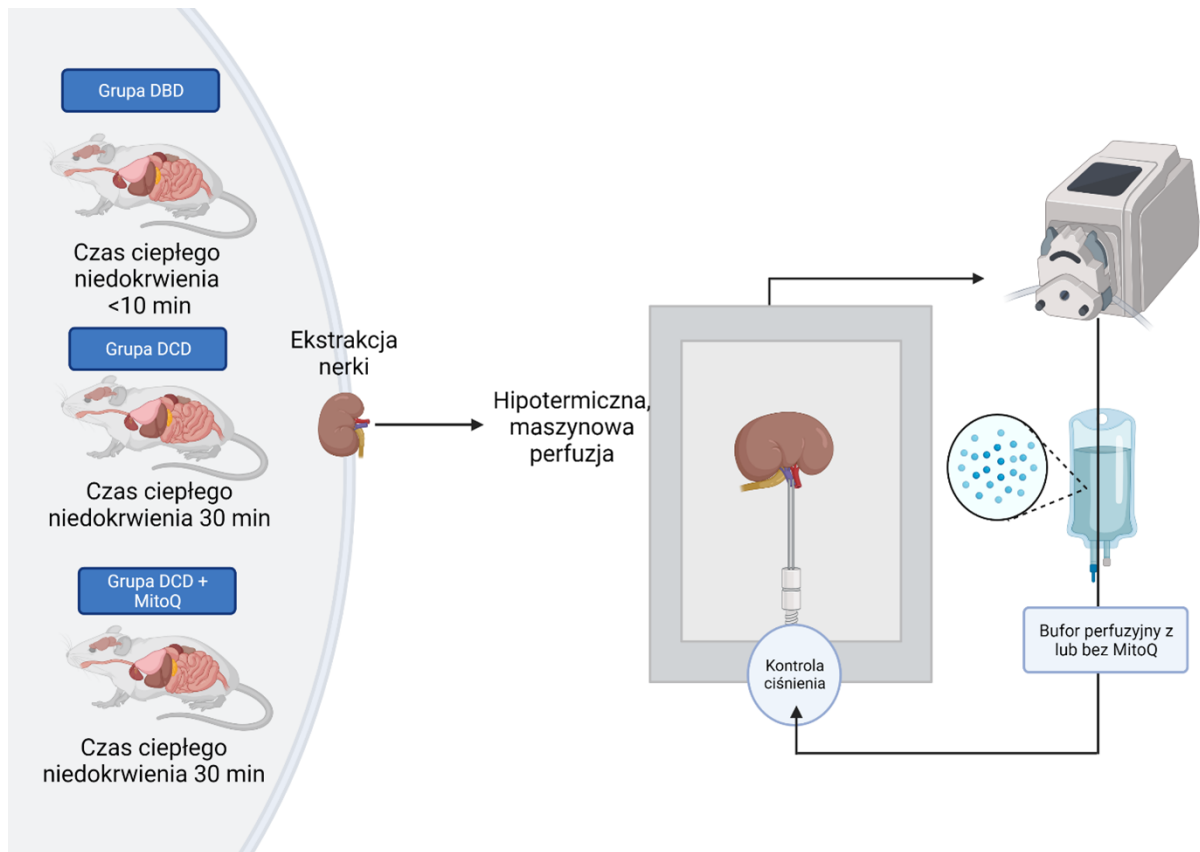 Grupa DBD
Czas ciepłego
niedokrwienia
<10 min
Grupa DCD
Czas ciepłego
niedokrwienia 30 min
Grupa DCD +
MitoQ
Czas ciepłego
niedokrwienia 30 min
Ekstrakcja
nerki
Hipotermiczna,
maszynowa
perfuzja
Kontrola
ciśnienia
Bufor perfuzyjny z
lub bez MitoQ